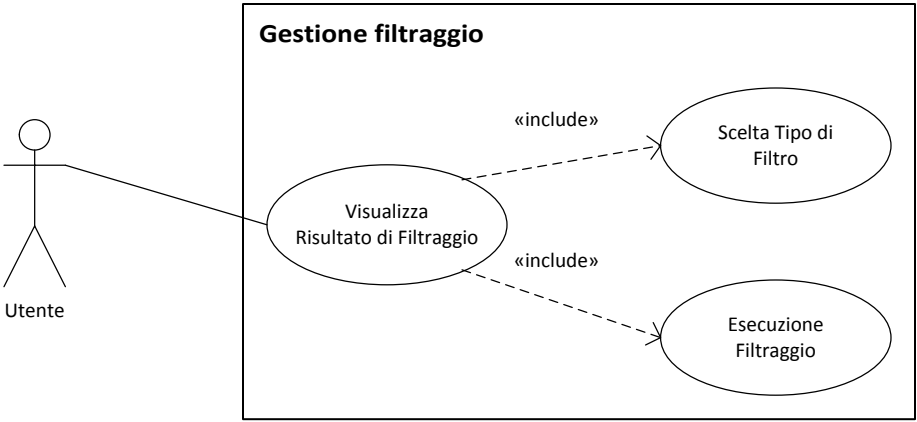 Gestione filtraggio
«include»
Scelta Tipo di
Filtro
Visualizza
Risultato di Filtraggio
«include»
Utente
Esecuzione
Filtraggio